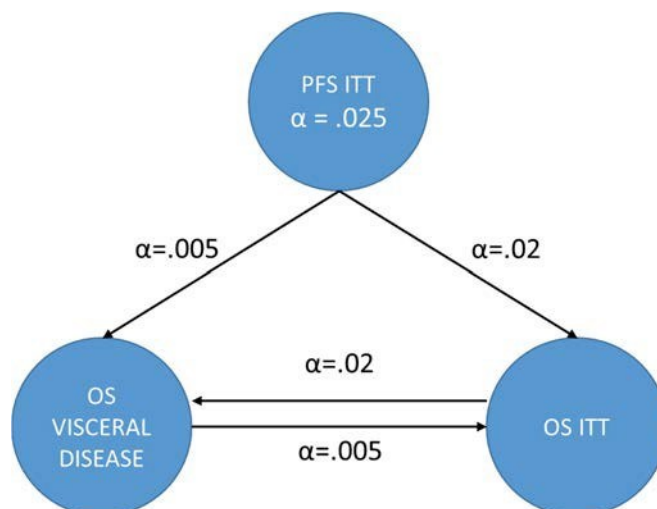 PFS ITT
α = .025
α=.005
α=.02
α=.02
OS
VISCERAL
DISEASE
OS ITT
α=.005